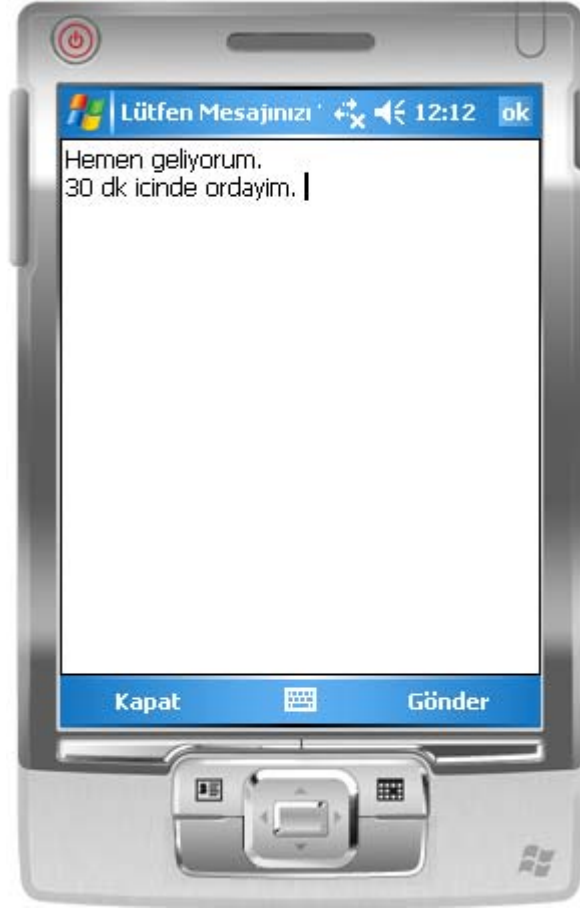 Lütfen Mesajınızı
12:12
ok
Hemen geliyorum.
30 dk icinde ordayim.
Kapat
Gönder